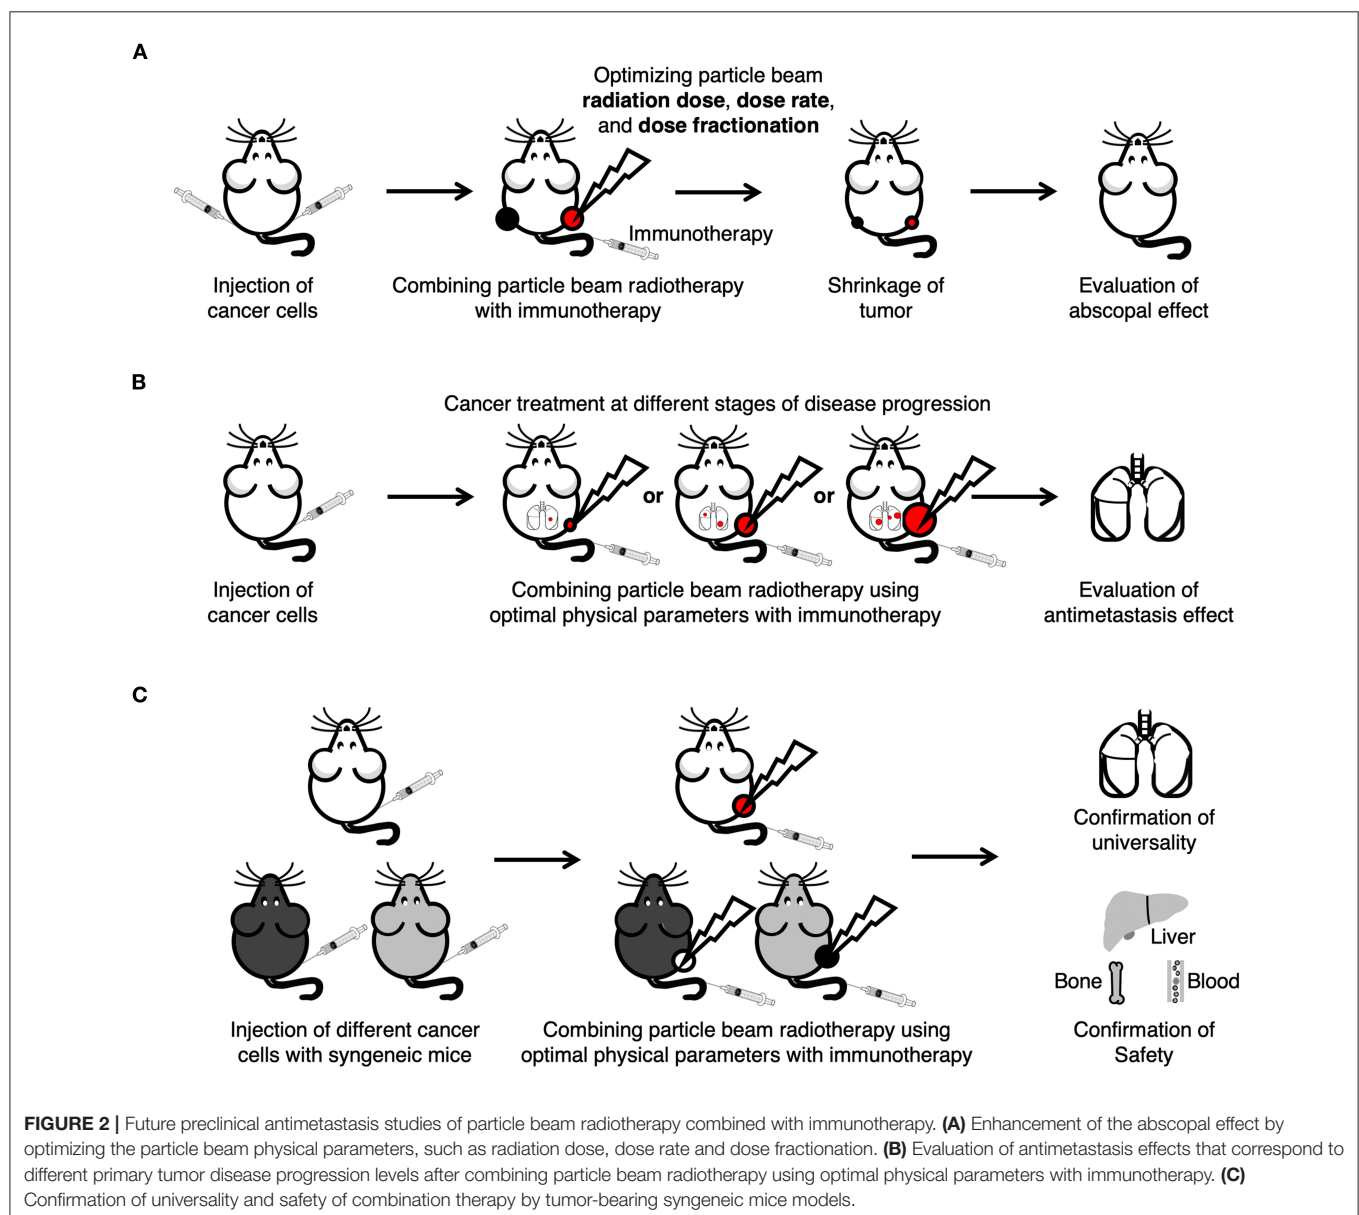 A
Optimizing particle beam
radiation dose, dose rate,
and dose fractionation
Immunotherapy
Injection of
cancer cells
Combining particle beam radiotherapy
with immunotherapy
Shrinkage of
tumor
Evaluation of
abscopal effect
B
Cancer treatment at different stages of disease progression
or
or
Injection of
cancer cells
Combining particle beam radiotherapy using
optimal physical parameters with immunotherapy
Evaluation of
antimetastasis effect
C
Confirmation of
universality
Liver
Bone
Blood
Injection of different cancer
cells with syngeneic mice
Combining particle beam radiotherapy using
optimal physical parameters with immunotherapy
Confirmation of
Safety
FIGURE 2 | Future preclinical antimetastasis studies of particle beam radiotherapy combined with immunotherapy. (A) Enhancement of the abscopal effect by
optimizing the particle beam physical parameters, such as radiation dose, dose rate and dose fractionation. (B) Evaluation of antimetastasis effects that correspond to
different primary tumor disease progression levels after combining particle beam radiotherapy using optimal physical parameters with immunotherapy. (C)
Confirmation of universality and safety of combination therapy by tumor-bearing syngeneic mice models.